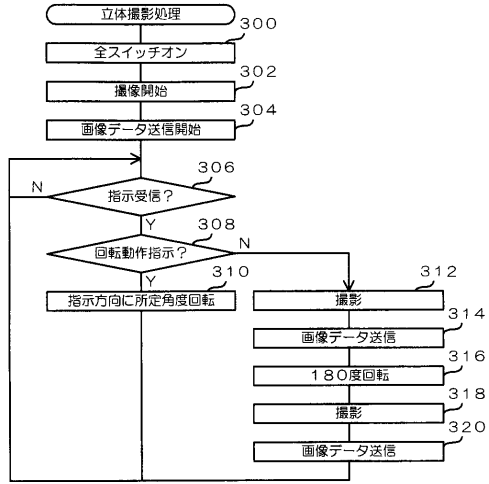 立体撮影処理
300
全スイッチオン
302
撮像開始
304
画像データ送信開始
306
N
指示受信?
Y
308
回転動作指示?
N
Y
310
指示方向に所定角度回転
312
撮影
314
画像データ送信
316
180度回転
318
撮影
320
画像データ送信